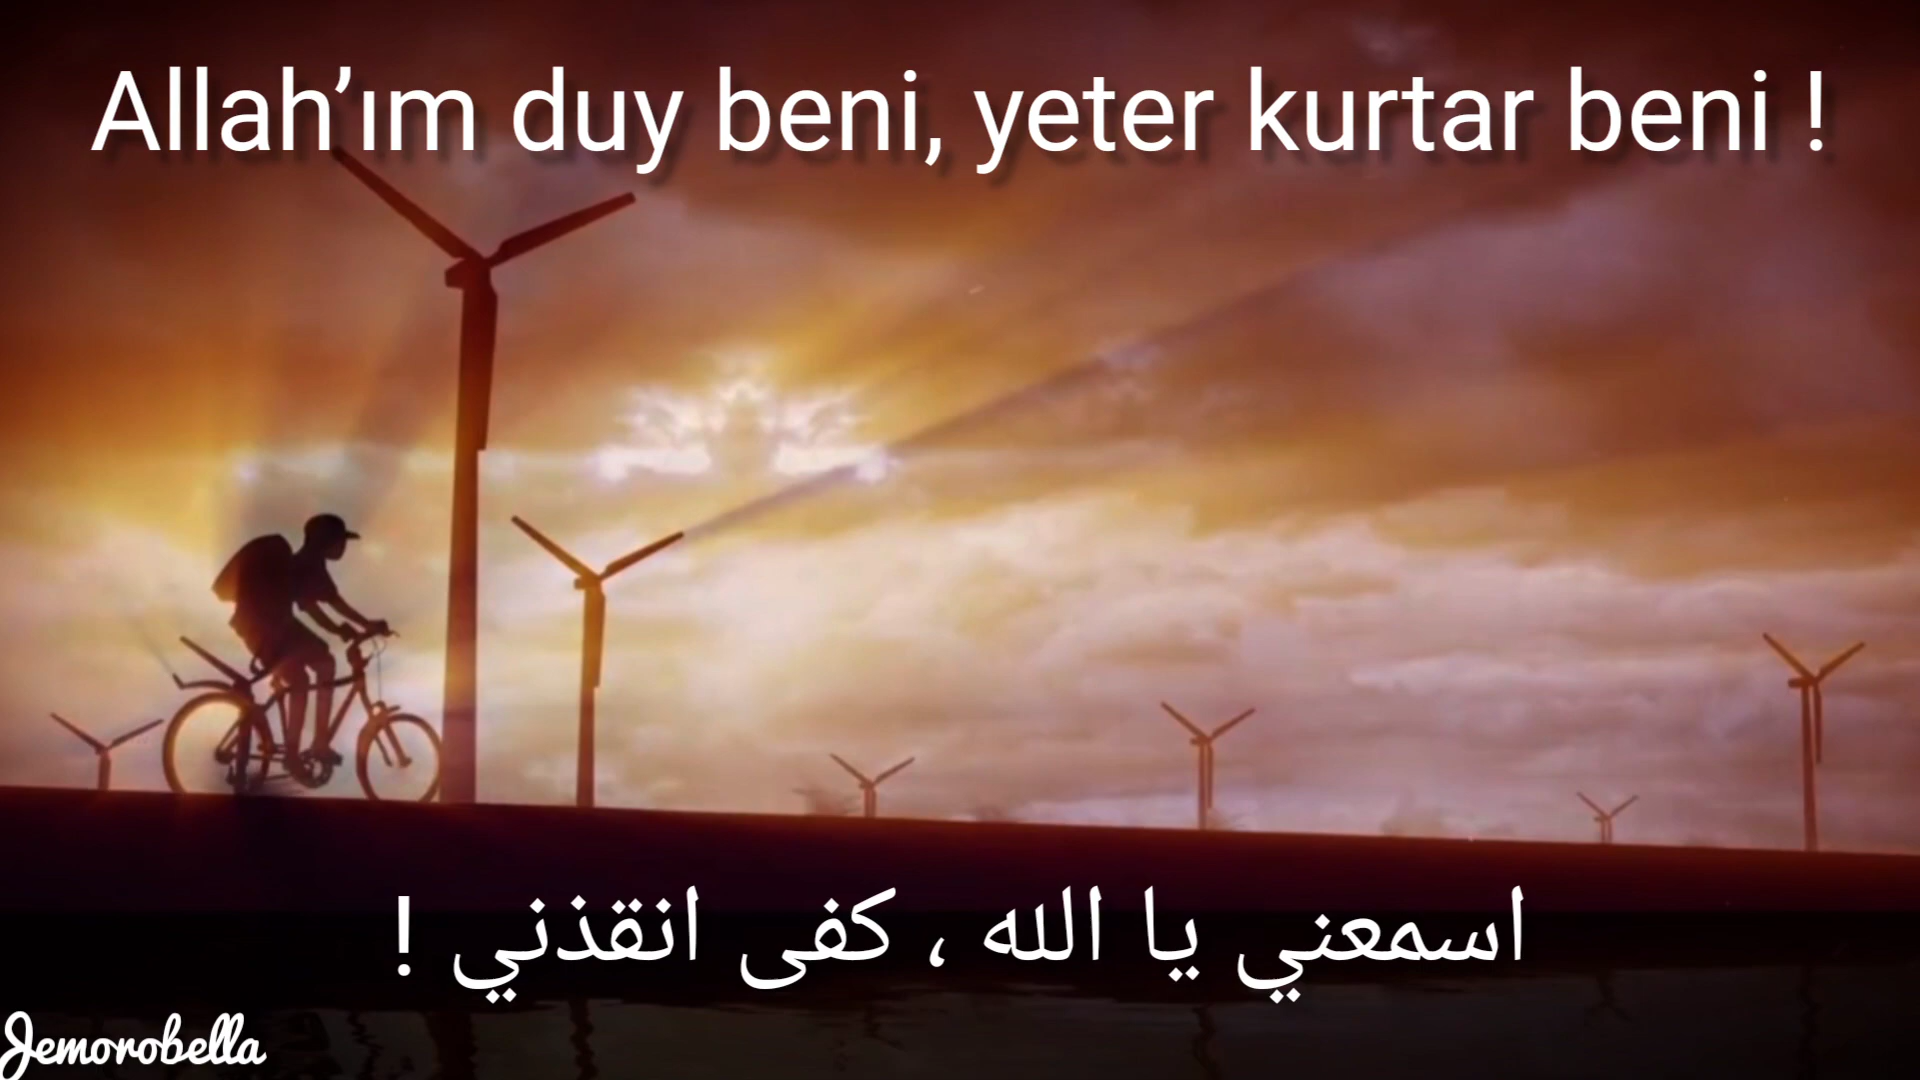 Allah’ım duy beni, yeter kurtar beni !
اسمعني يا الله ، كفى انقذني !
Jemorobella